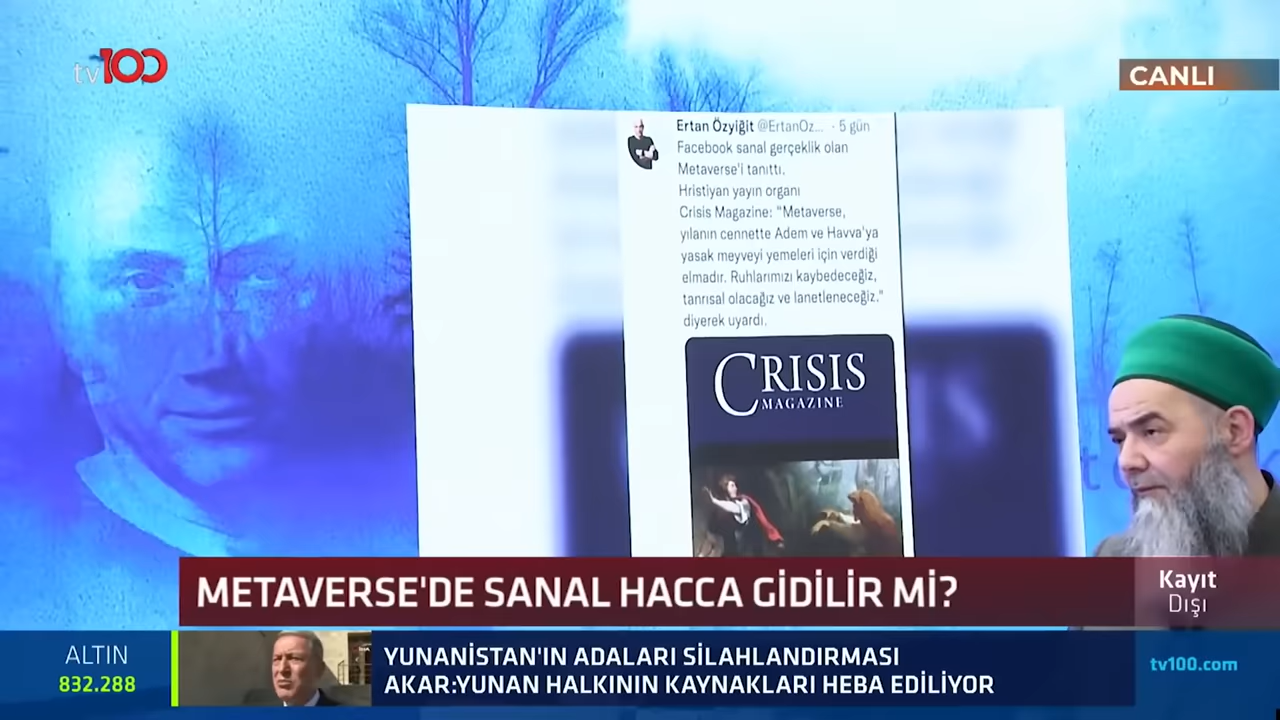 tv100
CANLI
Ertan Özyiğit @ErtanOz... · 5 gün
Facebook sanal gerçeklik olan
Metaverse'i tanıttı.
Hristiyan yayın organı
Crisis Magazine: "Metaverse,
yılanın cennette Adem ve Havva'ya
yasak meyveyi yemeleri için verdiği
elmadır. Ruhlarımızı kaybedeceğiz,
tanrısal olacağız ve lanetleneceğiz."
diyerek uyardı.
CRISIS
MAGAZINE
METAVERSE'DE SANAL HACCA GİDİLİR Mİ?
Kayıt
Dışı
ALTIN
832.288
YUNANİSTAN'IN ADALARI SİLAHLANDIRMASI
AKAR:YUNAN HALKININ KAYNAKLARI HEBA EDİLİYOR
tv100.com